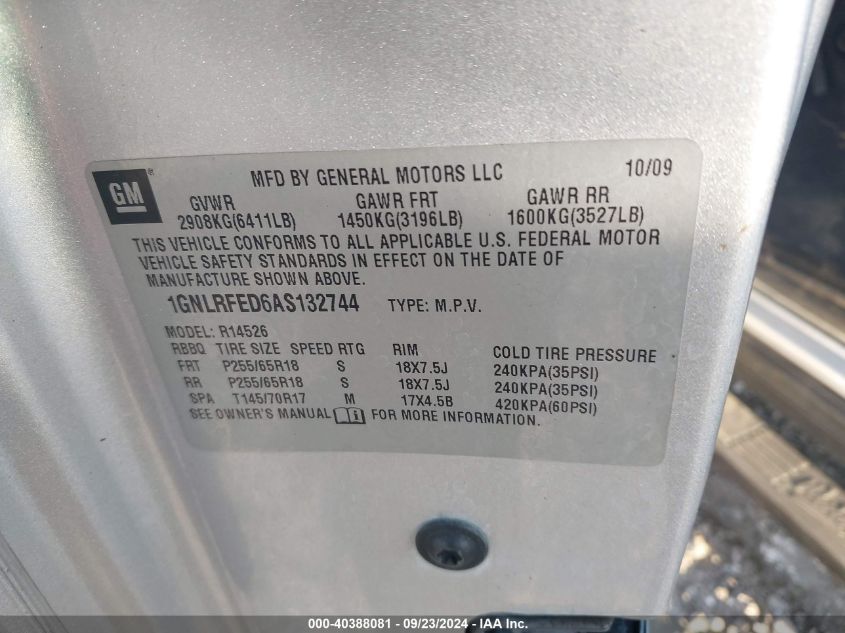 GM
MFD BY GENERAL MOTORS LLC 10/09
GVWR GAWR FRT GAWR RR
2908KG(6411LB) 1450KG(3196LB) 1600KG(3527LB)
THIS VEHICLE CONFORMS TO ALL APPLICABLE U.S. FEDERAL MOTOR
VEHICLE SAFETY STANDARDS IN EFFECT ON THE DATE OF
MANUFACTURE SHOWN ABOVE.
1GNLRFED6AS132744 TYPE: M.P.V.
MODEL: R14526
RBBQ TIRE SIZE SPEED RTG RIM COLD TIRE PRESSURE
FRT P255/65R18 S 18X7.5J 240KPA(35PSI)
RR P255/65R18 S 18X7.5J 240KPA(35PSI)
SPA T145/70R17 M 17X4.5B 420KPA(60PSI)
SEE OWNER'S MANUAL FOR MORE INFORMATION.
000-40388081 - 09/23/2024 - IAA Inc.